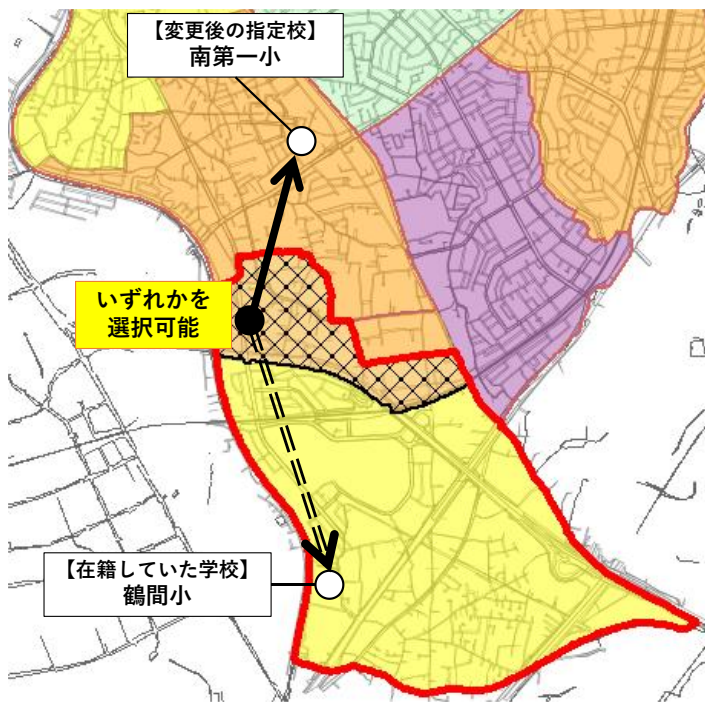 【変更後の指定校】
南第一小
いずれかを
選択可能
【在籍していた学校】
鶴間小